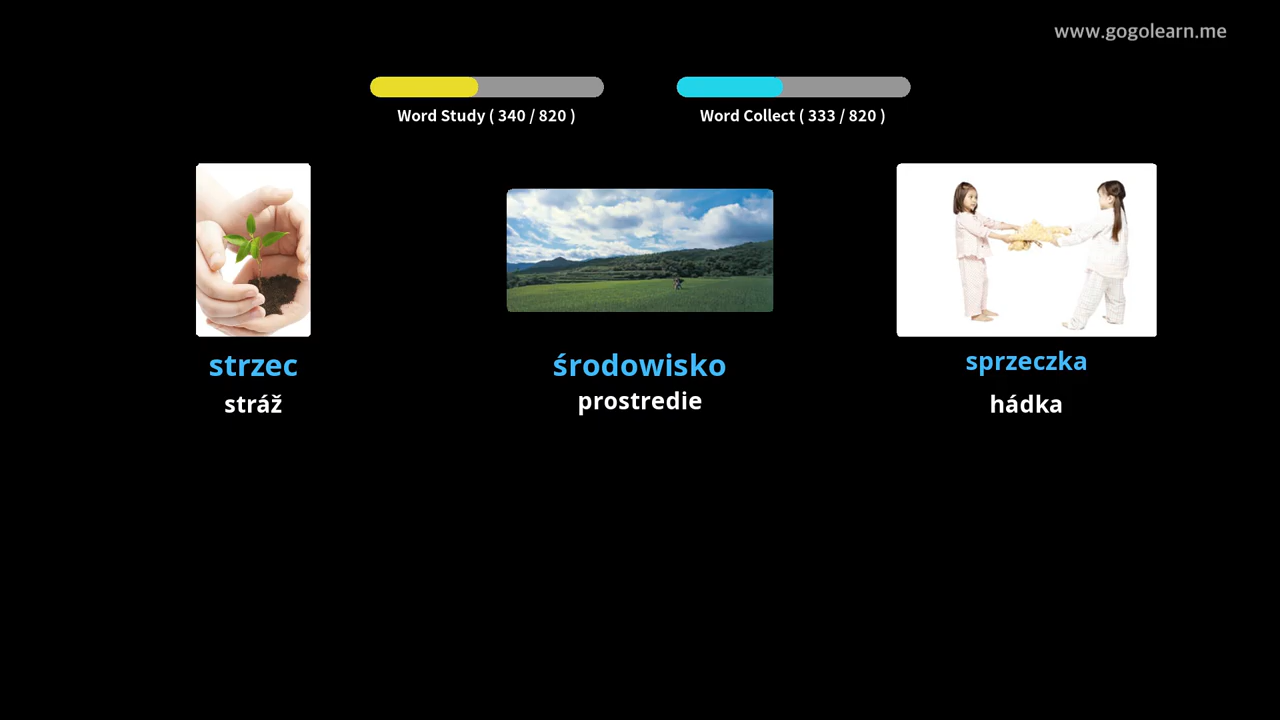 www.gogolearn.me
Word Study ( 340 / 820 )
Word Collect ( 333 / 820 )
strzec
stráž
środowisko
prostredie
sprzeczka
hádka